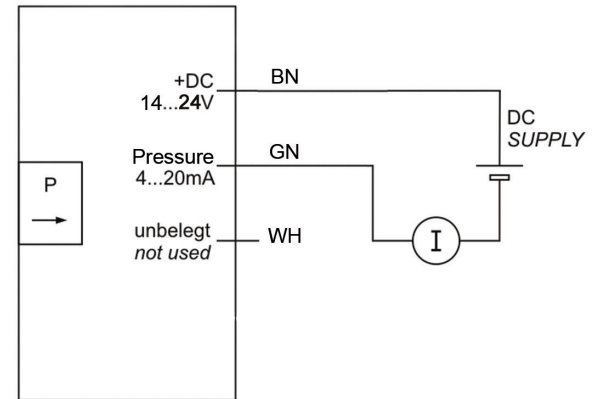 +DC
14...24V
BN
DC
SUPPLY
Pressure
4...20mA
GN
P
unbelegt
not used
WH
I